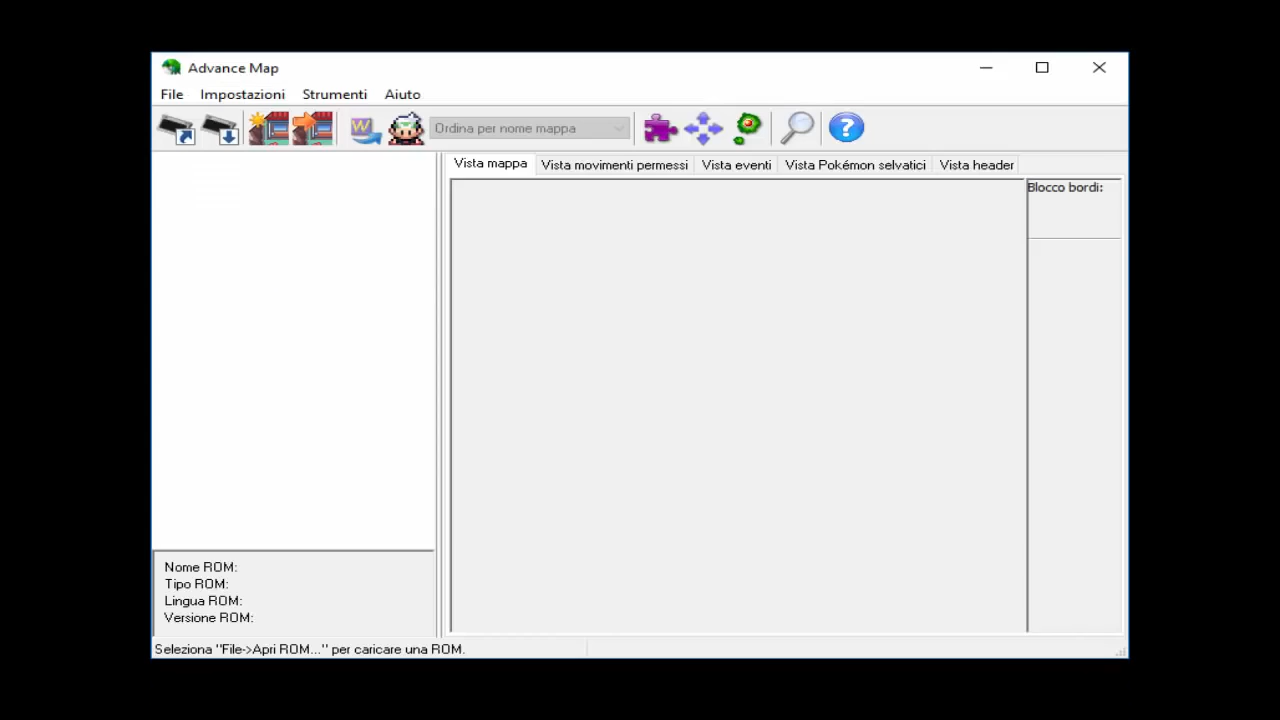 Advance Map
File Impostazioni Strumenti Aiuto
W Ordina per nome mappa ?
Vista mappa Vista movimenti permessi Vista eventi Vista Pokémon selvatici Vista header
Blocco bordi:
Nome ROM:
Tipo ROM:
Lingua ROM:
Versione ROM:
Seleziona "File->Apri ROM..." per caricare una ROM.